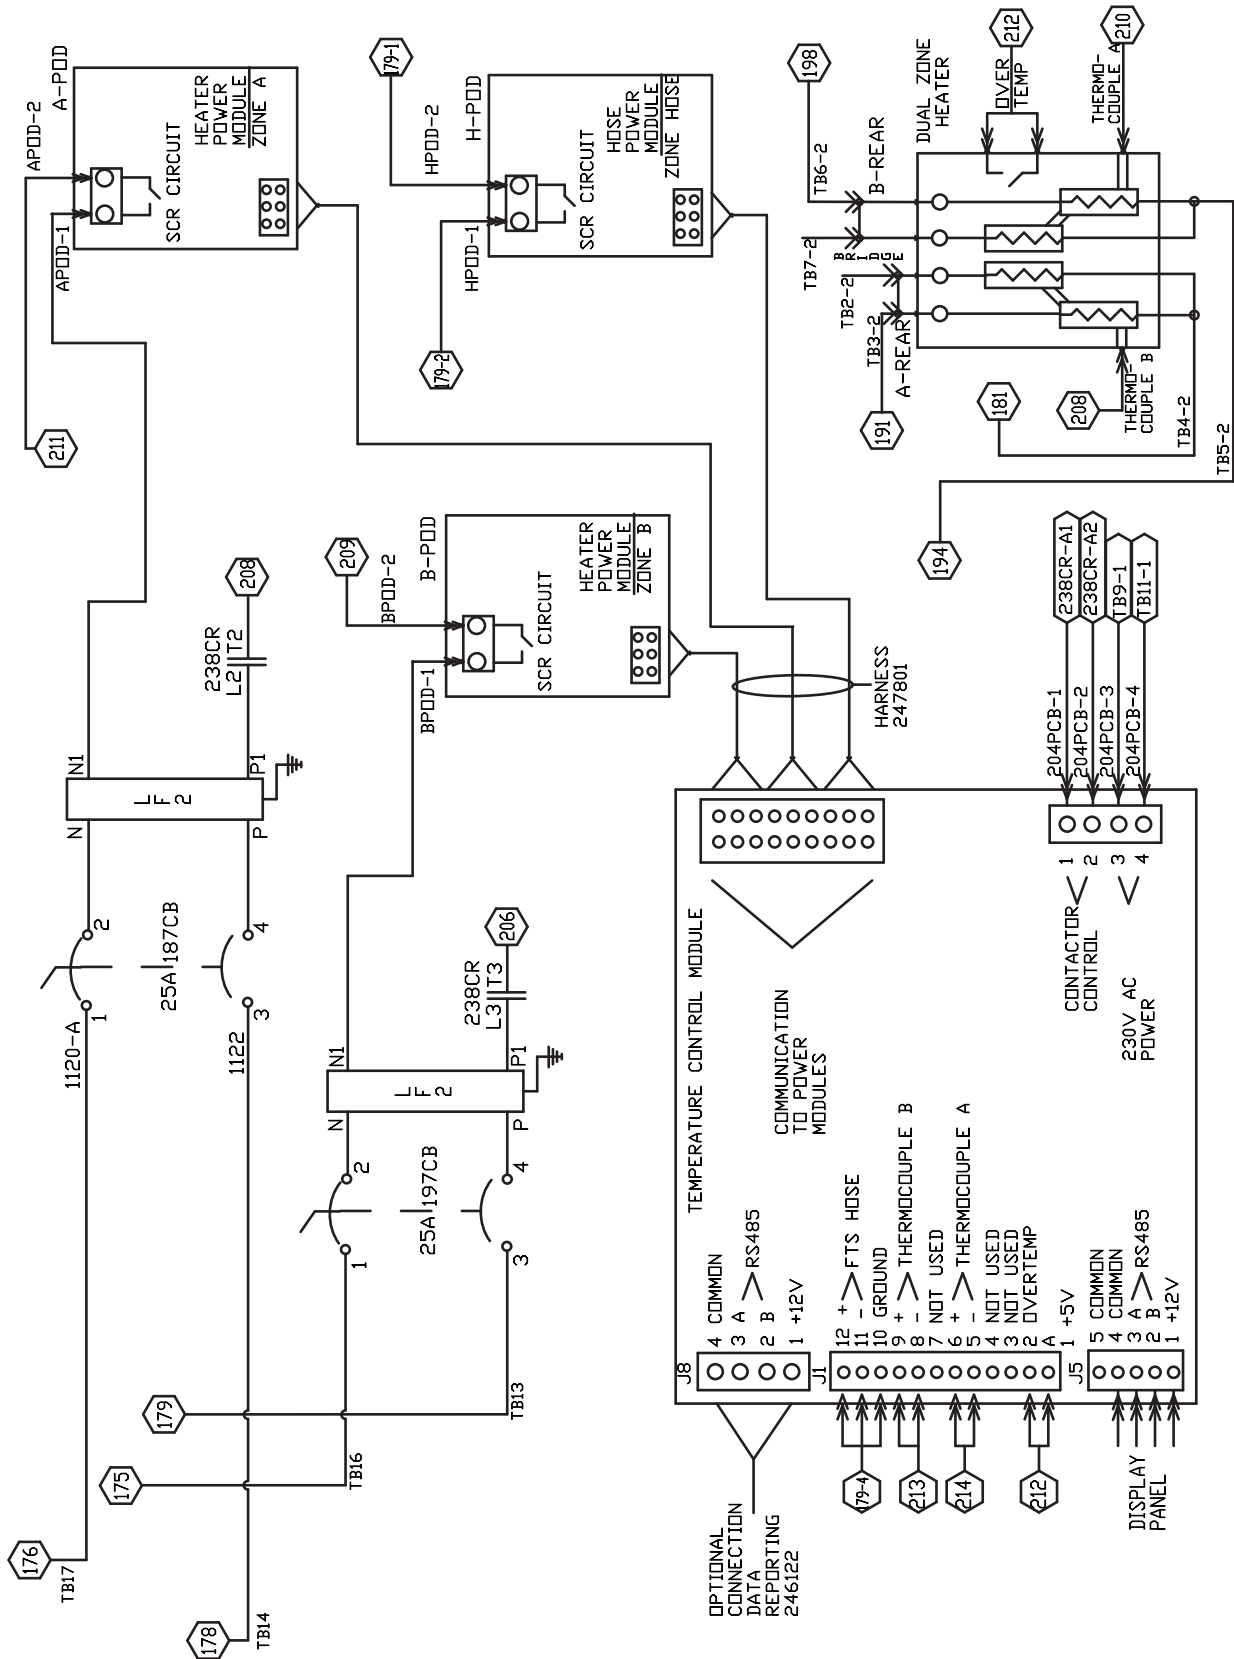 176
TB17
1120-A
1
2
25A 187CB
178
TB14
1122
3
4
N
N1
LF2
P
P1
238CR
L2 T2
208
211
APOD-1
APOD-2
A-POD
SCR CIRCUIT
HEATER
POWER
MODULE
ZONE A
175
TB16
1
2
25A 197CB
179
TB13
3
4
N
N1
LF2
P
P1
238CR
L3 T3
206
209
BPOD-1
BPOD-2
B-POD
SCR CIRCUIT
HEATER
POWER
MODULE
ZONE B
179-1
179-2
HPOD-1
HPOD-2
H-POD
SCR CIRCUIT
HOSE
POWER
MODULE
ZONE HOSE
HARNESS
247801
OPTIONAL
CONNECTION
DATA
REPORTING
246122
TEMPERATURE CONTROL MODULE
J8
4 COMMON
3 A
2 B
RS485
1 +12V
COMMUNICATION
TO POWER
MODULES
J1
12 +
11 -
FTS HOSE
10 GROUND
9 +
8 -
THERMOCOUPLE B
7 NOT USED
6 +
5 -
THERMOCOUPLE A
4 NOT USED
3 NOT USED
2 OVERTEMP
A
1 +5V
179-4
213
214
212
J5
5 COMMON
4 COMMON
3 A
2 B
RS485
1 +12V
DISPLAY
PANEL
CONTACTOR
CONTROL
230V AC
POWER
1
2
3
4
204PCB-1
204PCB-2
204PCB-3
204PCB-4
238CR-A1
238CR-A2
TB9-1
TB11-1
198
TB6-2
B-REAR
TB7-2
BRIDGE
TB2-2
TB3-2
A-REAR
191
DUAL ZONE
HEATER
212
OVER
TEMP
210
THERMO-
COUPLE A
181
208
THERMO-
COUPLE B
TB4-2
194
TB5-2